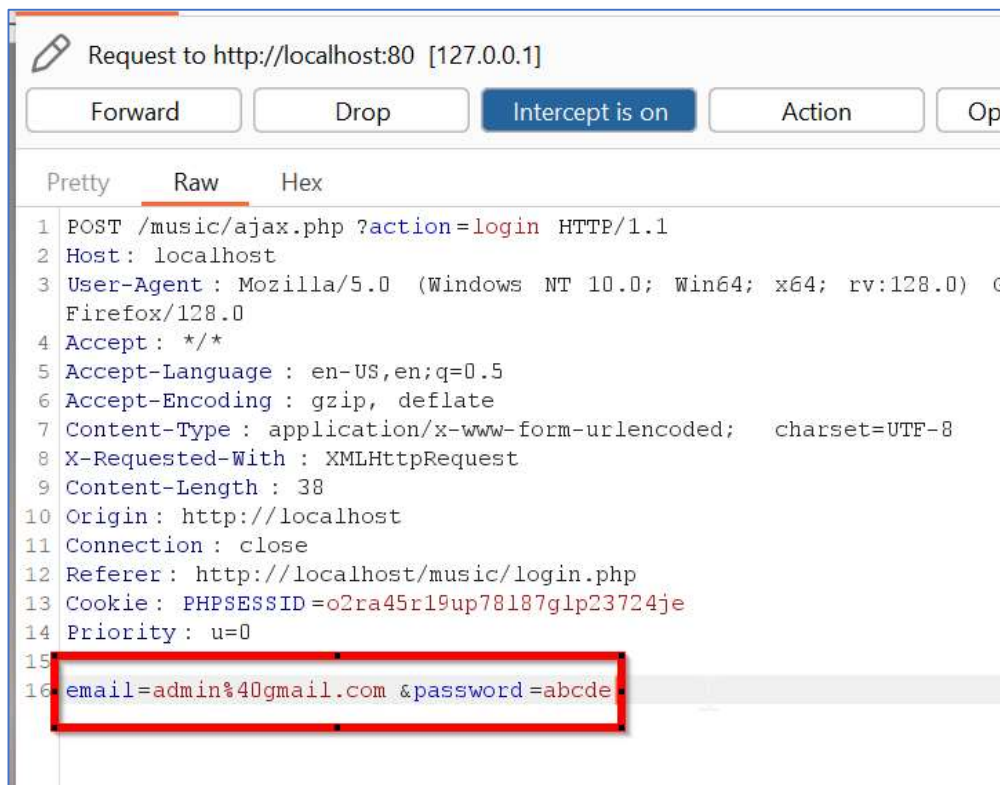 Request to http://localhost:80 [127.0.0.1]
Forward Drop Intercept is on Action Op
Pretty Raw Hex
1 POST /music/ajax.php ?action=login HTTP/1.1
2 Host: localhost
3 User-Agent: Mozilla/5.0 (Windows NT 10.0; Win64; x64; rv:128.0) G
Firefox/128.0
4 Accept: */*
5 Accept-Language: en-US,en;q=0.5
6 Accept-Encoding: gzip, deflate
7 Content-Type: application/x-www-form-urlencoded; charset=UTF-8
8 X-Requested-With: XMLHttpRequest
9 Content-Length: 38
10 Origin: http://localhost
11 Connection: close
12 Referer: http://localhost/music/login.php
13 Cookie: PHPSESSID=o2ra45r19up78l87glp23724je
14 Priority: u=0
15
16 email=admin%40gmail.com &password=abcde